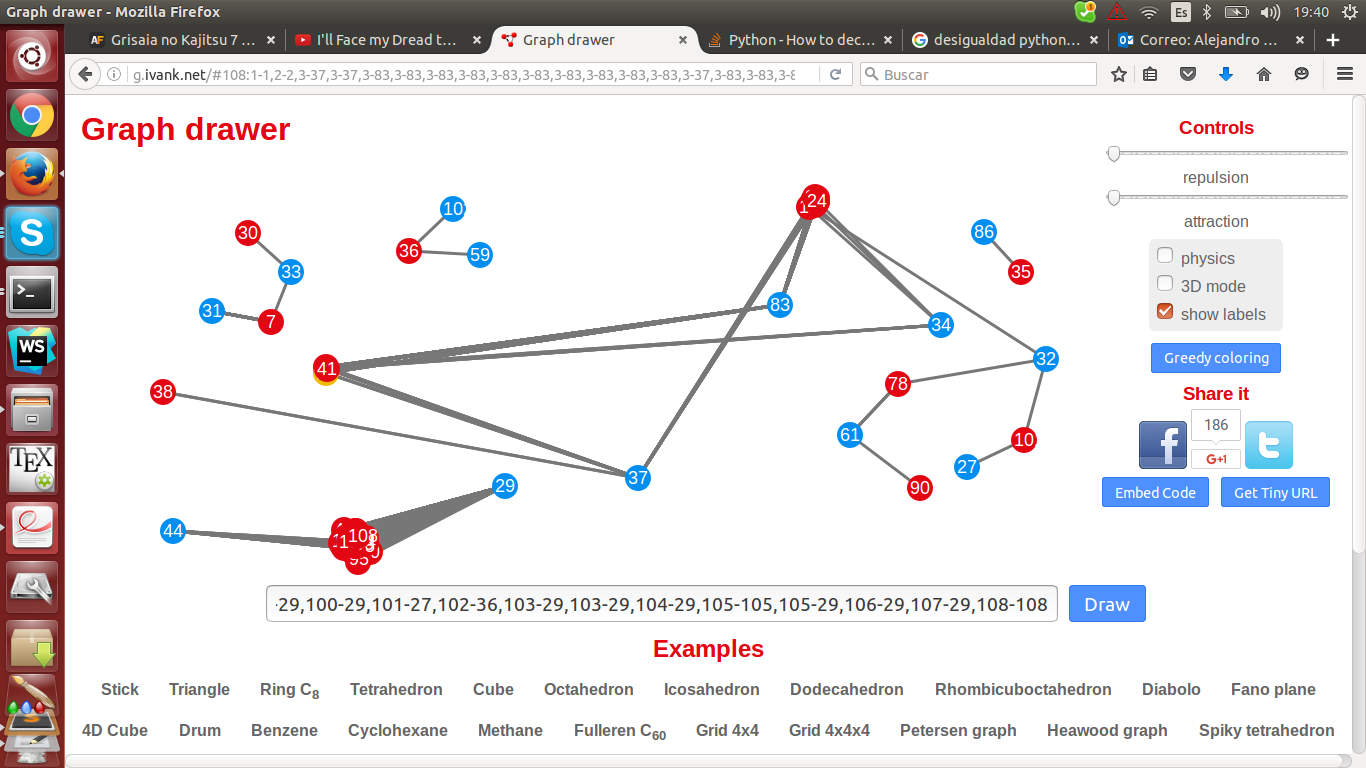 Graph drawer - Mozilla Firefox
Es
19:40
AF Grisaia no Kajitsu 7 ...
I'll Face my Dread t...
Graph drawer
Python - How to dec...
desigualdad python...
Correo: Alejandro ...
g.ivank.net/#108:1-1,2-2,3-37,3-37,3-83,3-83,3-83,3-83,3-83,3-83,3-83,3-83,3-83,3-83,3-37,3-83,3-83,3-8
Buscar
Graph drawer
Controls
repulsion
attraction
physics
3D mode
show labels
Greedy coloring
Share it
186
f
G+1
t
Embed Code
Get Tiny URL
30
33
31
7
10
36
59
24
83
34
86
35
32
41
38
78
61
10
27
90
37
29
44
108
95
-29,100-29,101-27,102-36,103-29,103-29,104-29,105-105,105-29,106-29,107-29,108-108
Draw
Examples
Stick Triangle Ring C8 Tetrahedron Cube Octahedron Icosahedron Dodecahedron Rhombicuboctahedron Diabolo Fano plane
4D Cube Drum Benzene Cyclohexane Methane Fulleren C60 Grid 4x4 Grid 4x4x4 Petersen graph Heawood graph Spiky tetrahedron
S
>_
WS
TEX